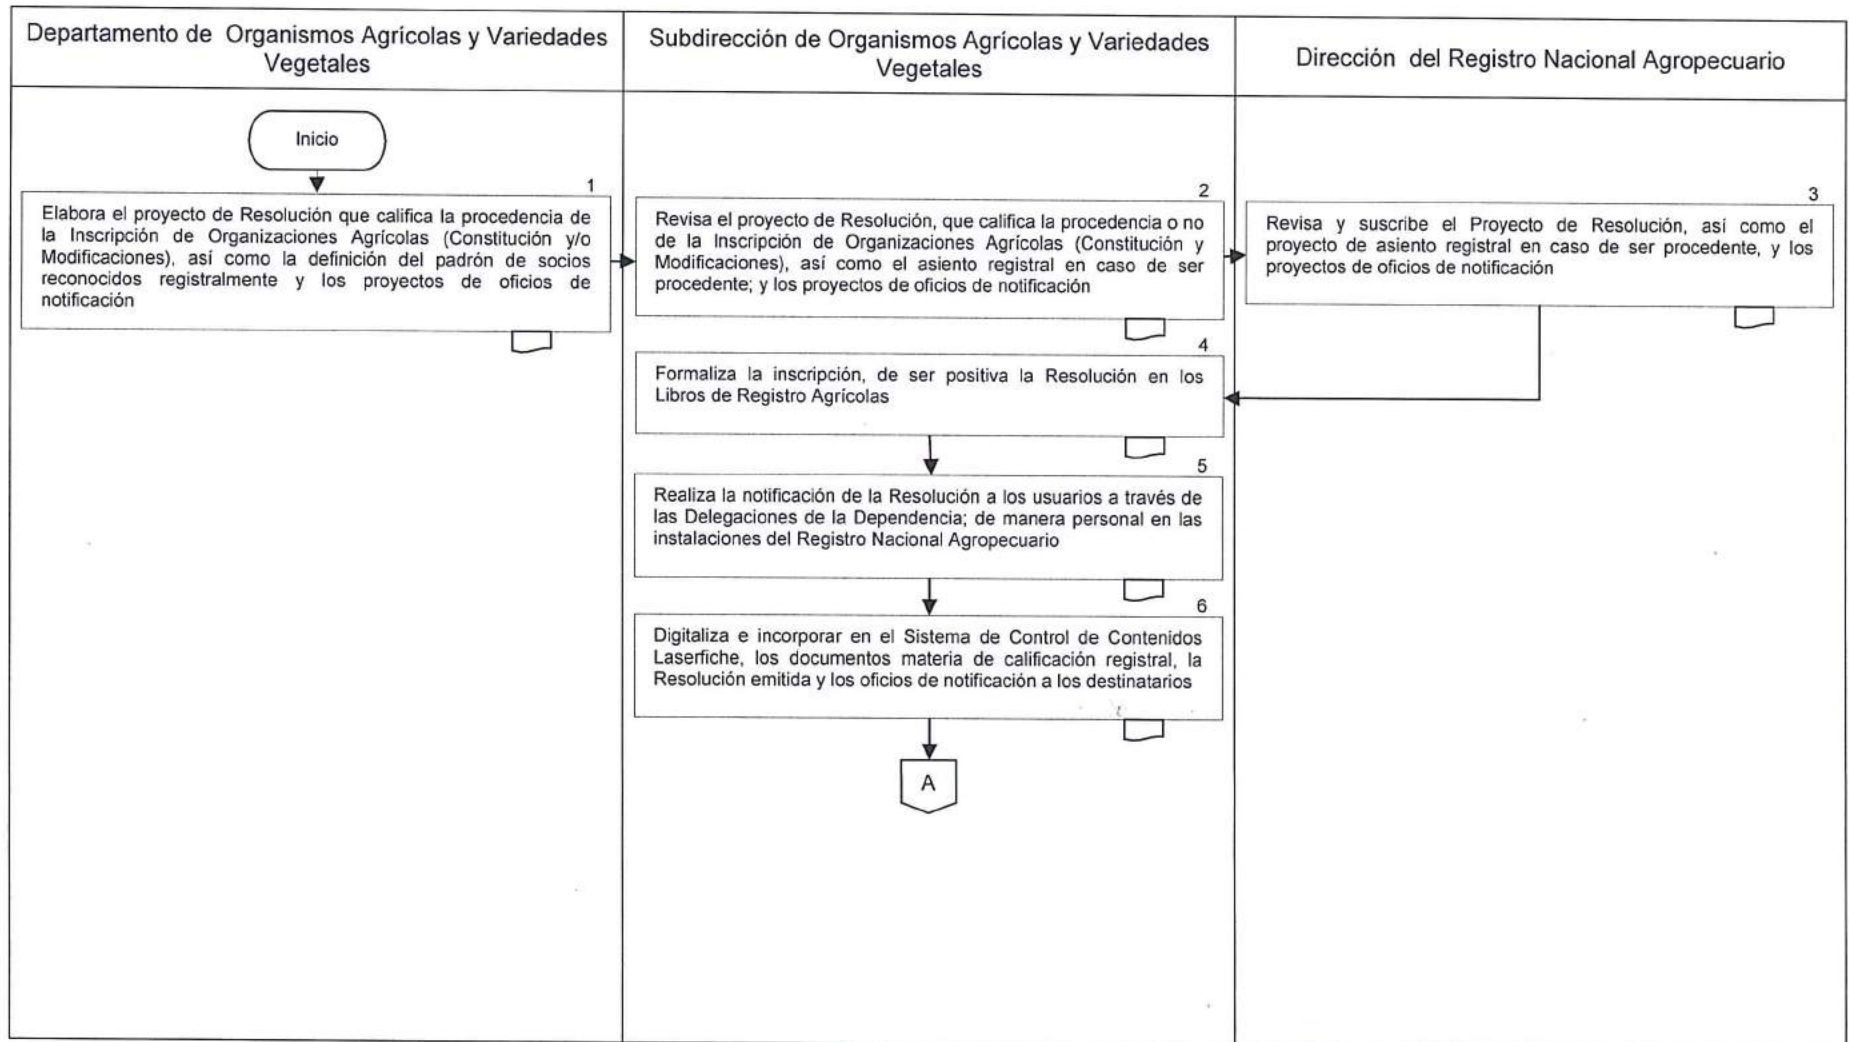 Departamento de Organismos Agrícolas y Variedades
Vegetales
Subdirección de Organismos Agrícolas y Variedades
Vegetales
Dirección del Registro Nacional Agropecuario
Inicio
1
Elabora el proyecto de Resolución que califica la procedencia de
la Inscripción de Organizaciones Agrícolas (Constitución y/o
Modificaciones), así como la definición del padrón de socios
reconocidos registralmente y los proyectos de oficios de
notificación
2
Revisa el proyecto de Resolución, que califica la procedencia o no
de la Inscripción de Organizaciones Agrícolas (Constitución y
Modificaciones), así como el asiento registral en caso de ser
procedente; y los proyectos de oficios de notificación
3
Revisa y suscribe el Proyecto de Resolución, así como el
proyecto de asiento registral en caso de ser procedente, y los
proyectos de oficios de notificación
4
Formaliza la inscripción, de ser positiva la Resolución en los
Libros de Registro Agrícolas
5
Realiza la notificación de la Resolución a los usuarios a través de
las Delegaciones de la Dependencia; de manera personal en las
instalaciones del Registro Nacional Agropecuario
6
Digitaliza e incorporar en el Sistema de Control de Contenidos
Laserfiche, los documentos materia de calificación registral, la
Resolución emitida y los oficios de notificación a los destinatarios
A